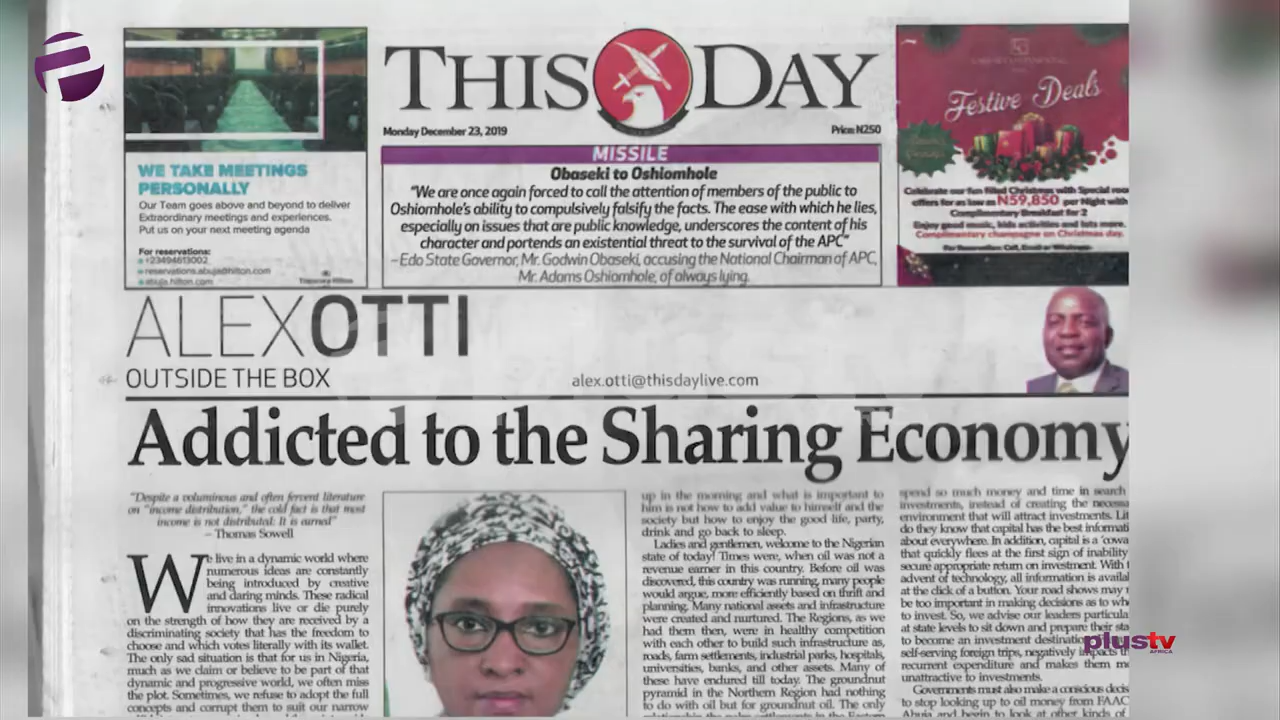 THISDAY
Monday December 23, 2019
Price: N250
WE TAKE MEETINGS
PERSONALLY
Our Team goes above and beyond to deliver
Extraordinary meetings and experiences.
Put us on your next meeting agenda
For reservations:
+23494613002
reservations.abuja@hilton.com
abuja.hilton.com
MISSILE
Obaseki to Oshiomhole
"We are once again forced to call the attention of members of the public to
Oshiomhole's ability to compulsively falsify the facts. The ease with which he lies,
especially on issues that are public knowledge, underscores the content of his
character and portends an existential threat to the survival of the APC"
– Edo State Governor, Mr. Godwin Obaseki, accusing the National Chairman of APC,
Mr. Adams Oshiomhole, of always lying.
Festive Deals
Celebrate our fun filled Christmas with Special
offers for as low as N59,850 per Night with
Complimentary Breakfast for 2
Enjoy good music, kids activities and lots more.
Complimentary champagne on Christmas day.
ALEXOTTI
OUTSIDE THE BOX
alex.otti@thisdaylive.com
Addicted to the Sharing Economy
"Despite a voluminous and often fervent literature
on "income distribution," the cold fact is that most
income is not distributed: It is earned"
– Thomas Sowell
We live in a dynamic world where
numerous ideas are constantly
being introduced by creative
and daring minds. These radical
innovations live or die purely
on the strength of how they are received by a
discriminating society that has the freedom to
choose and which votes literally with its wallet.
The only sad situation is that for us in Nigeria,
much as we claim or believe to be part of that
dynamic and progressive world, we often miss
the plot. Sometimes, we refuse to adopt the full
concepts and corrupt them to suit our narrow
up in the morning and what is important to
him is not how to add value to himself and the
society but how to enjoy the good life, party,
drink and go back to sleep.
Ladies and gentlemen, welcome to the Nigerian
state of today! Times were, when oil was not a
revenue earner in this country. Before oil was
discovered, this country was running, many people
would argue, more efficiently based on thrift and
planning. Many national assets and infrastructure
were created and nurtured. The Regions, as we
had them then, were in healthy competition
with each other to build such infrastructure as,
roads, farm settlements, industrial parks, hospitals,
universities, banks, and other assets. Many of
these have endured till today. The groundnut
pyramid in the Northern Region had nothing
to do with oil but for groundnut oil. The only
spend so much money and time in search
investments, instead of creating the
environment that will attract investments.
do they know that capital has the best
about everywhere. In addition, capital is a
that quickly flees at the first sign of inability
secure appropriate return on investment. With
advent of technology, all information is
at the click of a button. Your road shows may
be too important in making decisions as to
to invest. So, we advise our leaders
at state levels to sit down and prepare their
to become an investment destination
self-serving foreign trips, negatively impacts
recurrent expenditure and makes them
unattractive to investments.
Governments must also make a conscious
to stop looking up to oil money from FAAC
Abuja and begin to look at other kinds of
plustv
AFRICA